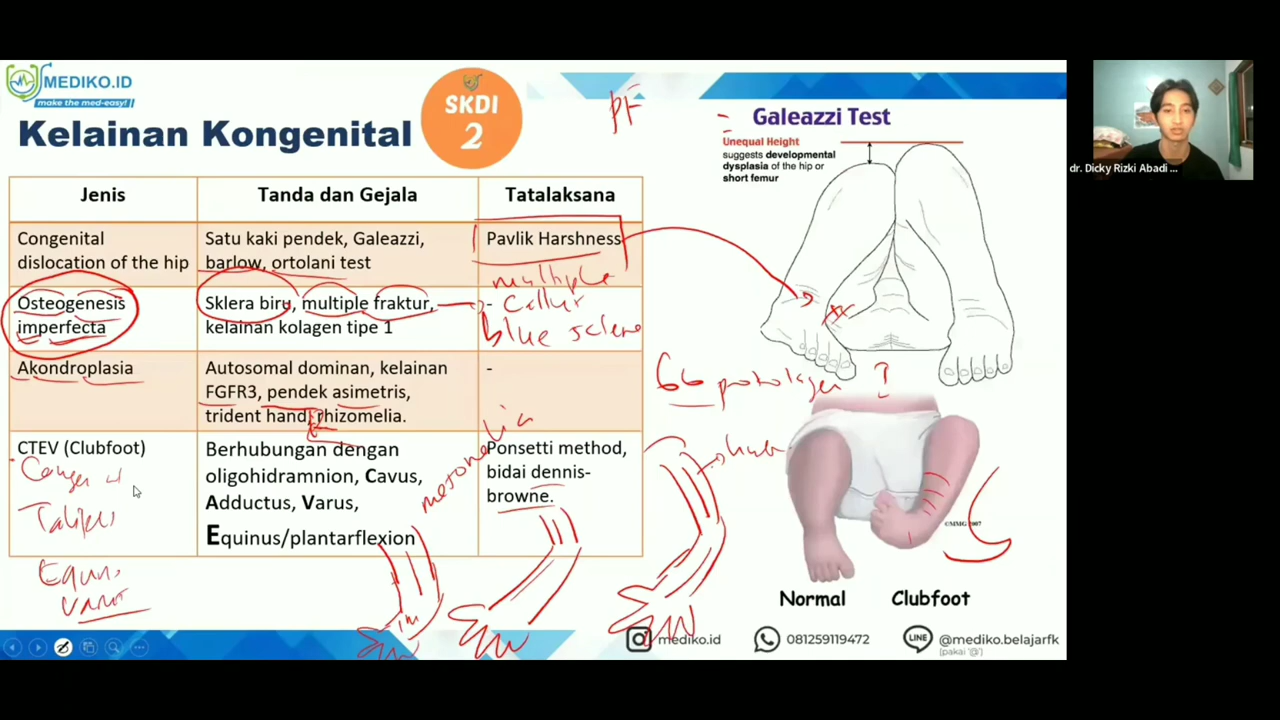 MEDIKO.ID
make the med-easy!
SKDI
2
Kelainan Kongenital
Jenis
Tanda dan Gejala
Tatalaksana
Congenital
dislocation of the hip
Satu kaki pendek, Galeazzi,
barlow, ortolani test
Pavlik Harshness
multiple
Osteogenesis
imperfecta
Sklera biru, multiple fraktur,
kelainan kolagen tipe 1
-
blue sclera
Akondroplasia
Autosomal dominan, kelainan
FGFR3, pendek asimetris,
trident hand, rhizomelia.
-
CTEV (Clubfoot)
Berhubungan dengan
oligohidramnion, Cavus,
Adductus, Varus,
Equinus/plantarflexion
Ponsetti method,
bidai dennis-
browne.
mesomelia
PF
Galeazzi Test
Unequal Height
suggests developmental
dysplasia of the hip or
short femur
?
©MMG 2007
Normal
Clubfoot
mediko.id
081259119472
@mediko.belajarfk
(pakai '@')
dr. Dicky Rizki Abadi ...